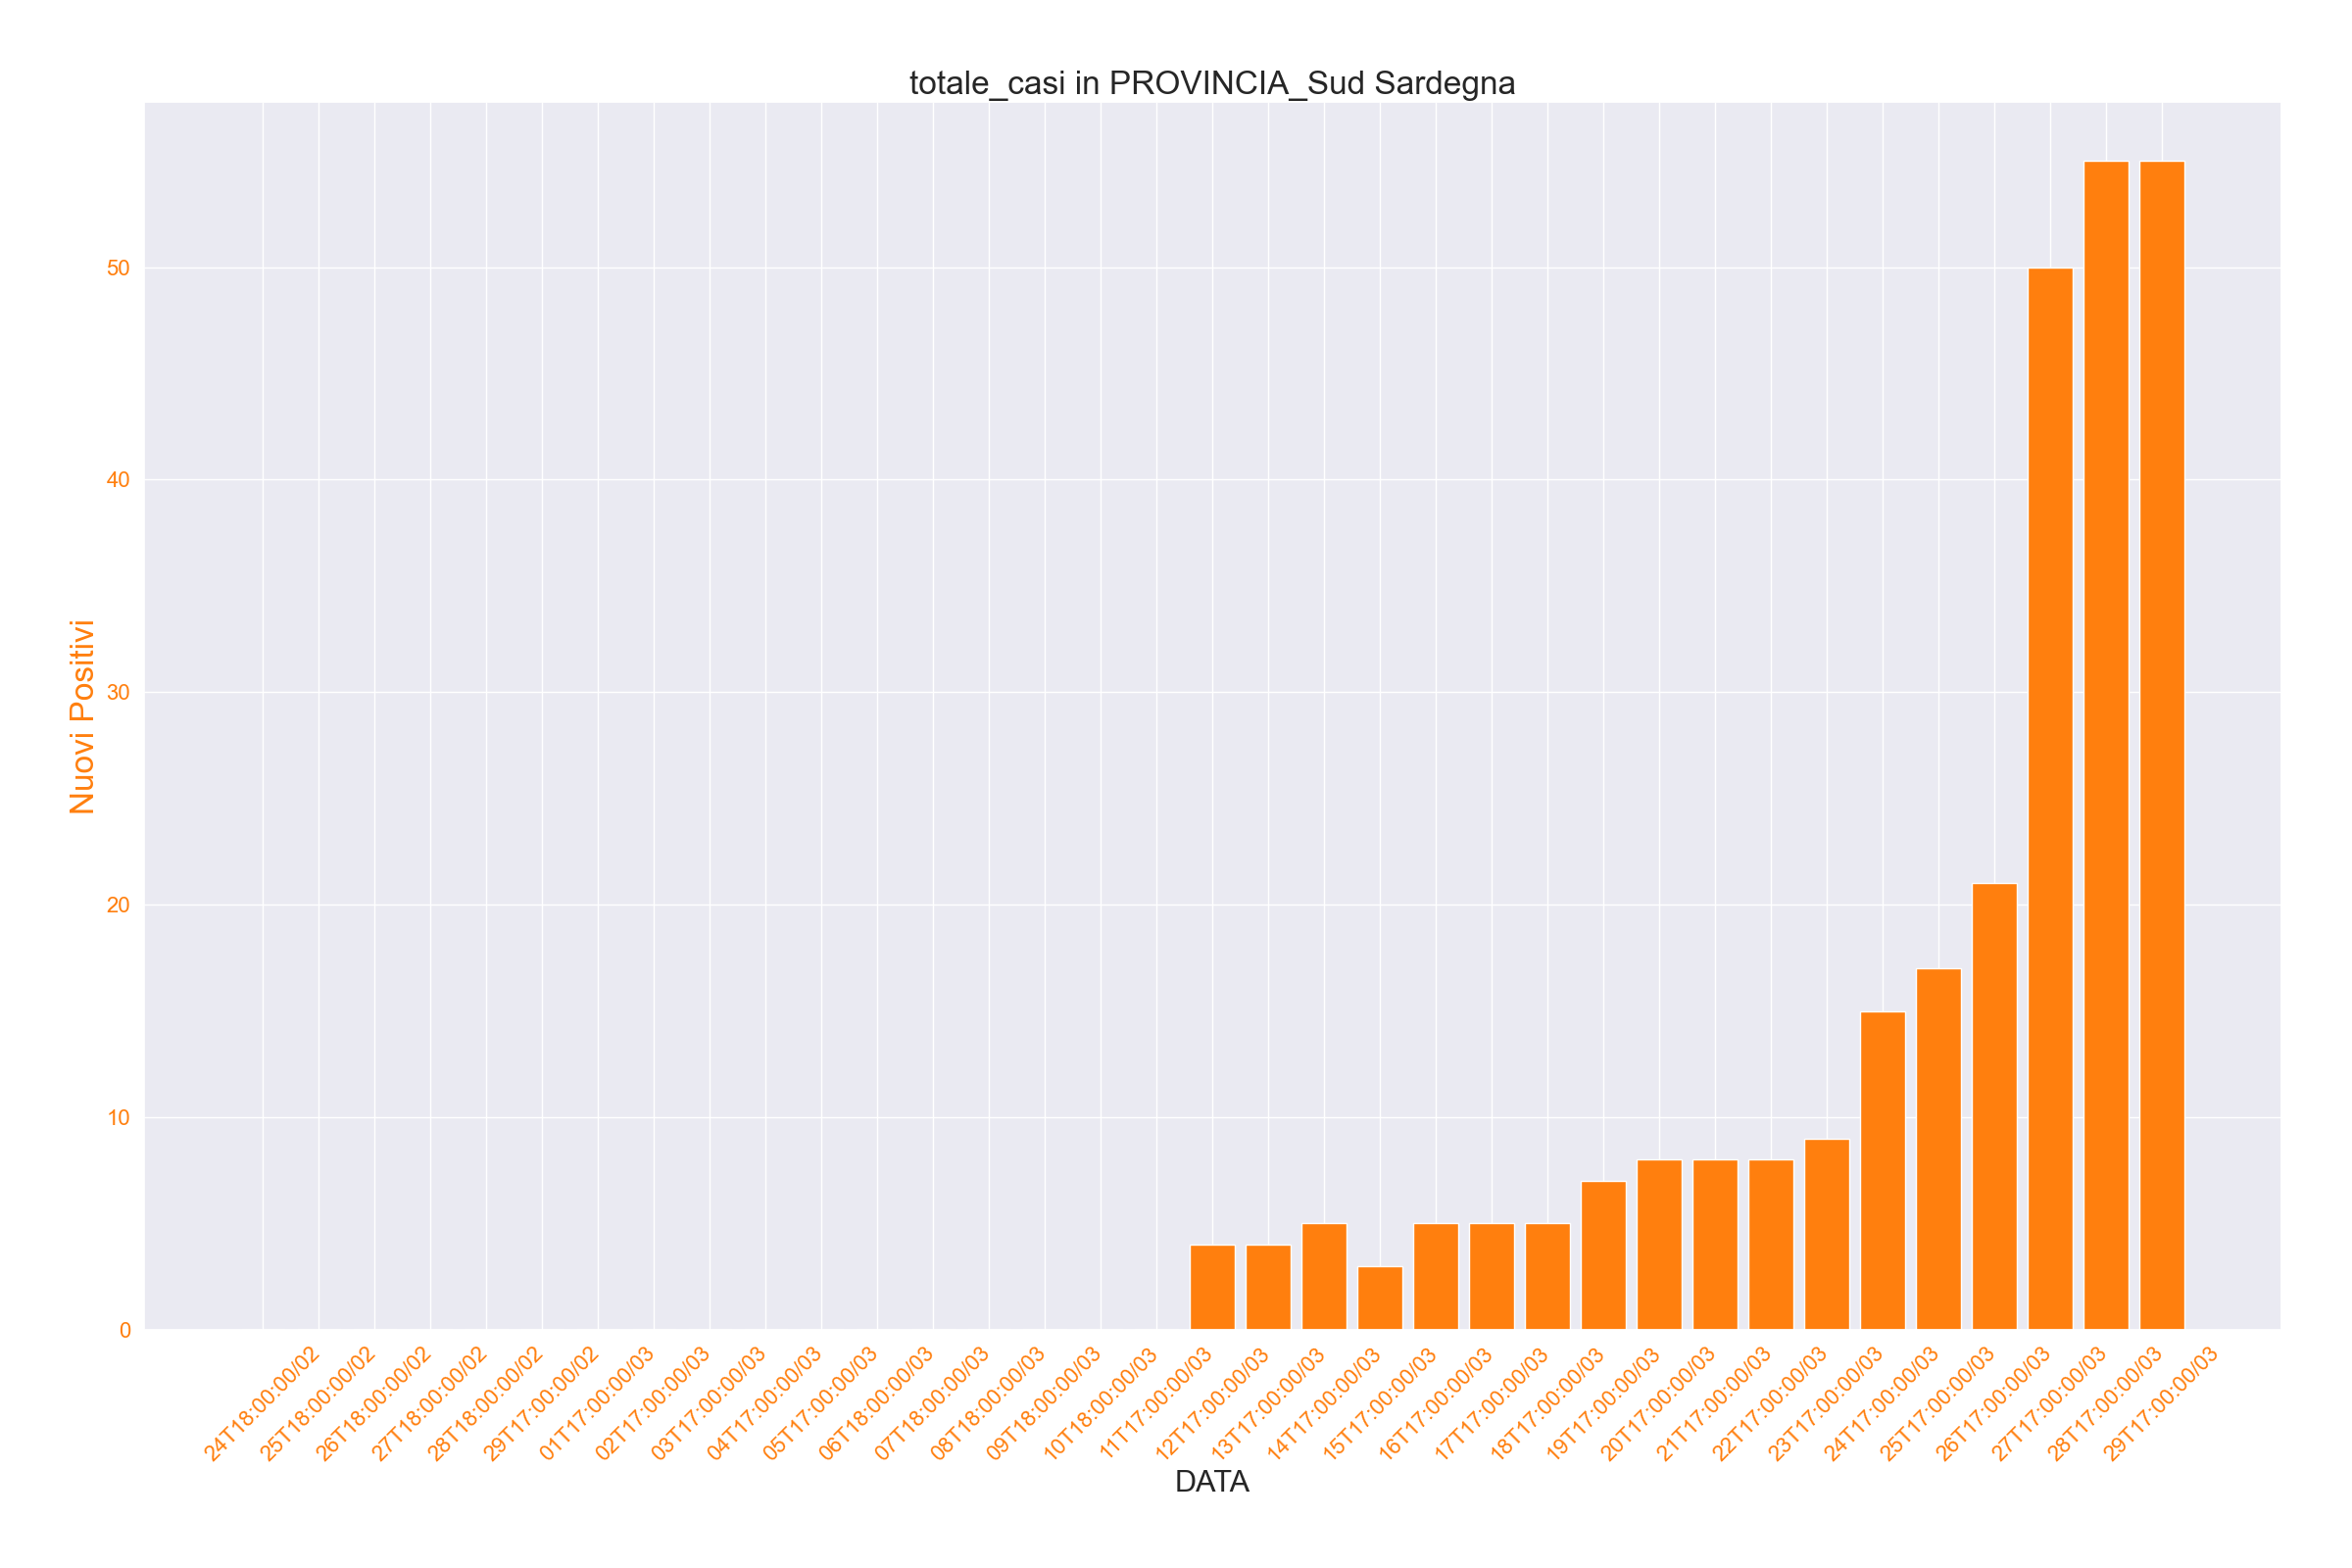 totale_casi in PROVINCIA_Sud Sardegna
Nuovi Positivi
50
40
30
20
10
0
24T18:00:00/02
25T18:00:00/02
26T18:00:00/02
27T18:00:00/02
28T18:00:00/02
29T17:00:00/02
01T17:00:00/03
02T17:00:00/03
03T17:00:00/03
04T17:00:00/03
05T17:00:00/03
06T18:00:00/03
07T18:00:00/03
08T18:00:00/03
09T18:00:00/03
10T18:00:00/03
11T17:00:00/03
12T17:00:00/03
13T17:00:00/03
14T17:00:00/03
15T17:00:00/03
16T17:00:00/03
17T17:00:00/03
18T17:00:00/03
19T17:00:00/03
20T17:00:00/03
21T17:00:00/03
22T17:00:00/03
23T17:00:00/03
24T17:00:00/03
25T17:00:00/03
26T17:00:00/03
27T17:00:00/03
28T17:00:00/03
29T17:00:00/03
DATA